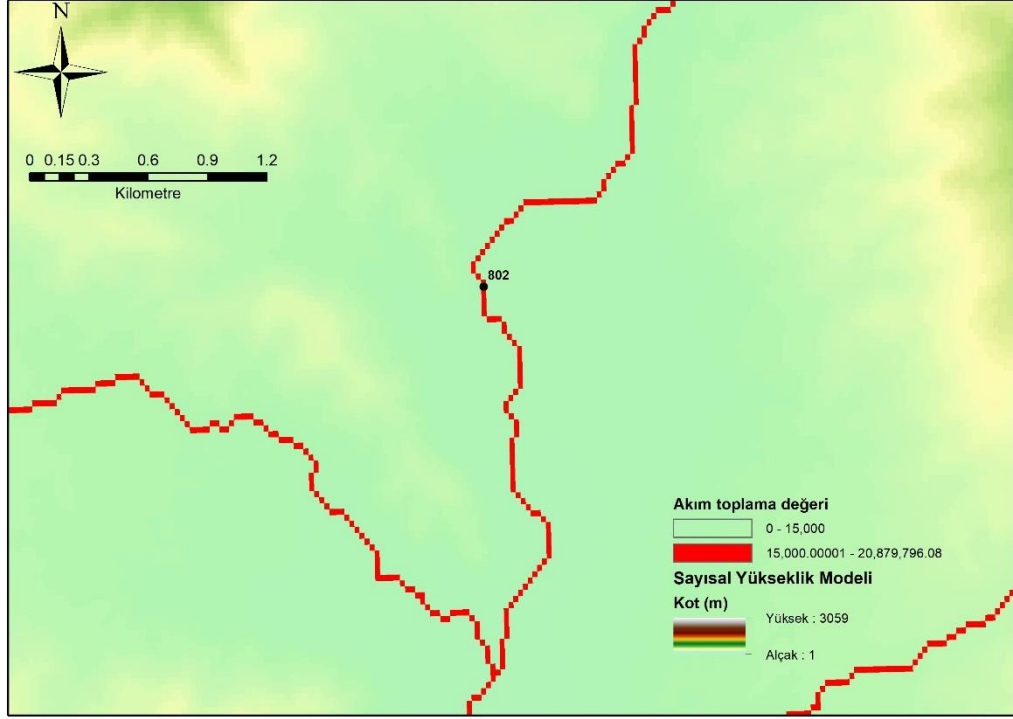 N
0 0.15 0.3 0.6 0.9 1.2
Kilometre
802
Akım toplama değeri
0 - 15,000
15,000.00001 - 20,879,796.08
Sayısal Yükseklik Modeli
Kot (m)
Yüksek : 3059
Alçak : 1